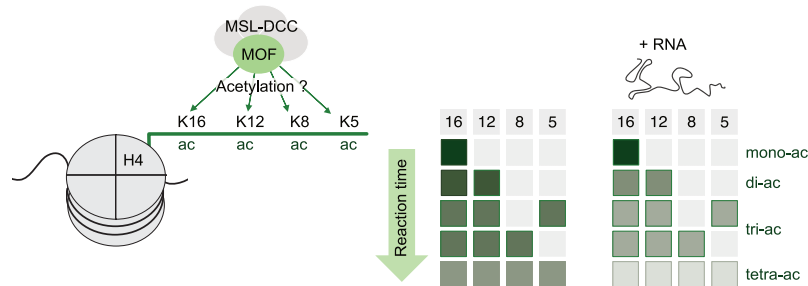 MSL-DCC
MOF
Acetylation ?
K16 K12 K8 K5
ac ac ac ac
H4
Reaction time
16 12 8 5
+ RNA
16 12 8 5
mono-ac
di-ac
tri-ac
tetra-ac